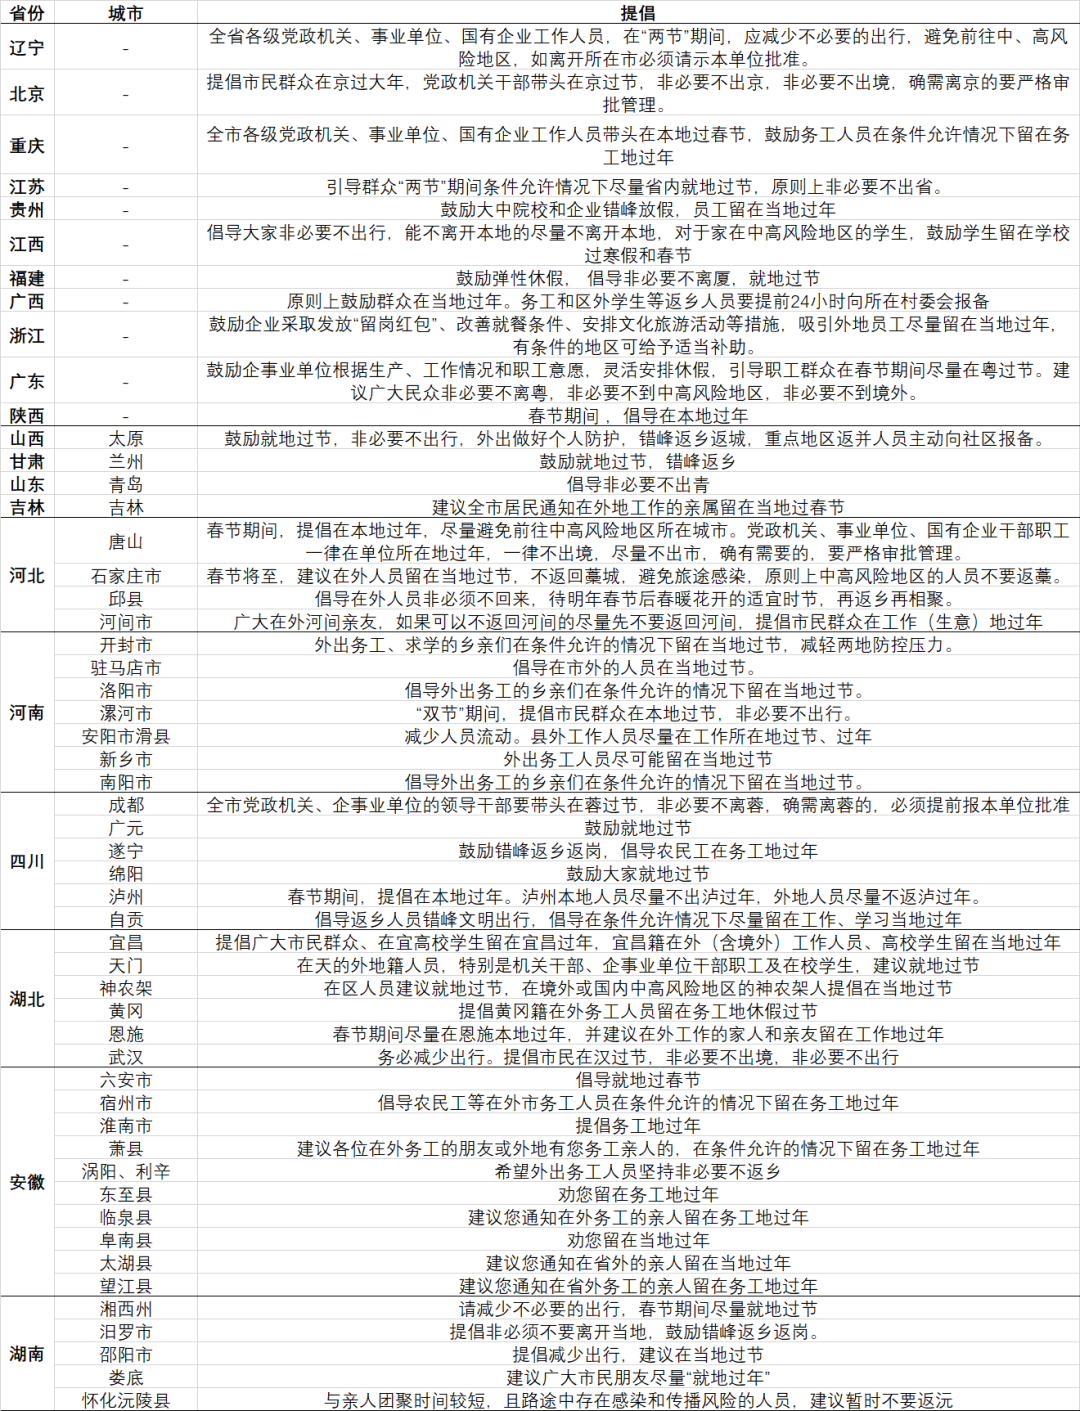 省份 城市 提倡
辽宁 - 全省各级党政机关、事业单位、国有企业工作人员，在“两节”期间，应减少不必要的出行，避免前往中、高风
险地区，如离开所在市必须请示本单位批准。
北京 - 提倡市民群众在京过大年，党政机关干部带头在京过节，非必要不出京，非必要不出境，确需离京的要严格审
批管理。
重庆 - 全市各级党政机关、事业单位、国有企业工作人员带头在本地过春节，鼓励务工人员在条件允许情况下留在务
工地过年
江苏 - 引导群众“两节”期间条件允许情况下尽量省内就地过节，原则上非必要不出省。
贵州 - 鼓励大中院校和企业错峰放假，员工留在当地过年
江西 - 倡导大家非必要不出行，能不离开本地的尽量不离开本地，对于家在中高风险地区的学生，鼓励学生留在学校
过寒假和春节
福建 - 鼓励弹性休假， 倡导非必要不离厦，就地过节
广西 - 原则上鼓励群众在当地过年。务工和区外学生等返乡人员要提前24小时向所在村委会报备
浙江 - 鼓励企业采取发放“留岗红包”、改善就餐条件、安排文化旅游活动等措施，吸引外地员工尽量留在当地过年，
有条件的地区可给予适当补助。
广东 - 鼓励企事业单位根据生产、工作情况和职工意愿，灵活安排休假，引导职工群众在春节期间尽量在粤过节。建
议广大民众非必要不离粤，非必要不到中高风险地区，非必要不到境外。
陕西 - 春节期间 ，倡导在本地过年
山西 太原 鼓励就地过节，非必要不出行，外出做好个人防护，错峰返乡返城，重点地区返并人员主动向社区报备。
甘肃 兰州 鼓励就地过节，错峰返乡
山东 青岛 倡导非必要不出青
吉林 吉林 建议全市居民通知在外地工作的亲属留在当地过春节
河北 唐山 春节期间，提倡在本地过年，尽量避免前往中高风险地区所在城市。党政机关、事业单位、国有企业干部职工
一律在单位所在地过年，一律不出境，尽量不出市，确有需要的，要严格审批管理。
石家庄市 春节将至，建议在外人员留在当地过节，不返回藁城，避免旅途感染，原则上中高风险地区的人员不要返藁。
邱县 倡导在外人员非必须不回来，待明年春节后春暖花开的适宜时节，再返乡再相聚。
河间市 广大在外河间亲友，如果可以不返回河间的尽量先不要返回河间，提倡市民群众在工作（生意）地过年
河南 开封市 外出务工、求学的乡亲们在条件允许的情况下留在当地过节，减轻两地防控压力。
驻马店市 倡导在市外的人员在当地过节。
洛阳市 倡导外出务工的乡亲们在条件允许的情况下留在当地过节。
漯河市 “双节”期间，提倡市民群众在本地过节，非必要不出行。
安阳市滑县 减少人员流动。县外工作人员尽量在工作所在地过节、过年
新乡市 外出务工人员尽可能留在当地过节
南阳市 倡导外出务工的乡亲们在条件允许的情况下留在当地过节。
四川 成都 全市党政机关、企事业单位的领导干部要带头在蓉过节，非必要不离蓉，确需离蓉的，必须提前报本单位批准
广元 鼓励就地过节
遂宁 鼓励错峰返乡返岗，倡导农民工在务工地过年
绵阳 鼓励大家就地过节
泸州 春节期间，提倡在本地过年。泸州本地人员尽量不出泸过年，外地人员尽量不返泸过年。
自贡 倡导返乡人员错峰文明出行，倡导在条件允许情况下尽量留在工作、学习当地过年
湖北 宜昌 提倡广大市民群众、在宜高校学生留在宜昌过年，宜昌籍在外（含境外）工作人员、高校学生留在当地过年
天门 在天的外地籍人员，特别是机关干部、企事业单位干部职工及在校学生，建议就地过节
神农架 在区人员建议就地过节，在境外或国内中高风险地区的神农架人提倡在当地过节
黄冈 提倡黄冈籍在外务工人员留在务工地休假过节
恩施 春节期间尽量在恩施本地过年，并建议在外工作的家人和亲友留在工作地过年
武汉 务必减少出行。提倡市民在汉过节，非必要不出境，非必要不出行
安徽 六安市 倡导就地过春节
宿州市 倡导农民工等在外市务工人员在条件允许的情况下留在务工地过年
淮南市 提倡务工地过年
萧县 建议各位在外务工的朋友或外地有您务工亲人的，在条件允许的情况下留在务工地过年
涡阳、利辛 希望外出务工人员坚持非必要不返乡
东至县 劝您留在务工地过年
临泉县 建议您通知在外务工的亲人留在务工地过年
阜南县 劝您留在当地过年
太湖县 建议您通知在省外的亲人留在当地过年
望江县 建议您通知在省外务工的亲人留在务工地过年
湖南 湘西州 请减少不必要的出行，春节期间尽量就地过节
汨罗市 提倡非必须不要离开当地，鼓励错峰返乡返岗。
邵阳市 提倡减少出行，建议在当地过节
娄底 建议广大市民朋友尽量“就地过年”
怀化沅陵县 与亲人团聚时间较短，且路途中存在感染和传播风险的人员，建议暂时不要返沅